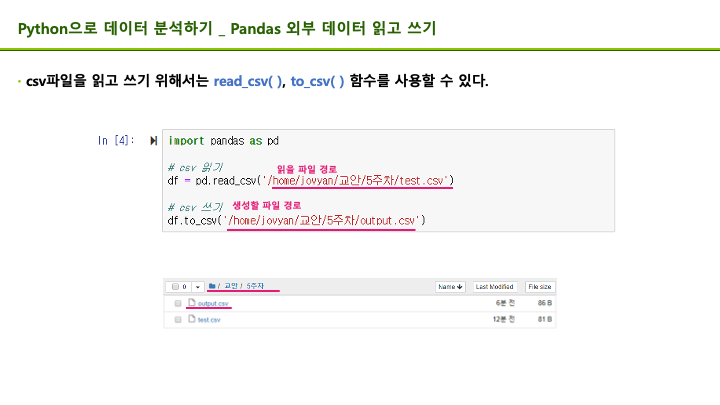 Python으로 데이터 분석하기 _ Pandas 외부 데이터 읽고 쓰기
· csv파일을 읽고 쓰기 위해서는 read_csv( ), to_csv( ) 함수를 사용할 수 있다.
In [4]: import pandas as pd
# csv 읽기 읽을 파일 경로
df = pd.read_csv('/home/jovyan/교안/5주차/test.csv')
# csv 쓰기 생성할 파일 경로
df.to_csv('/home/jovyan/교안/5주차/output.csv')
0 / 교안 / 5주차 Name Last Modified File size
output.csv 6분 전 86 B
test.csv 12분 전 81 B